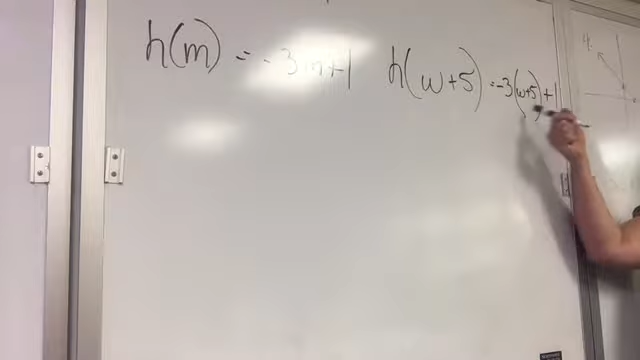 h(m) = -3m+1
h(w+5) = -3(w+5)+1